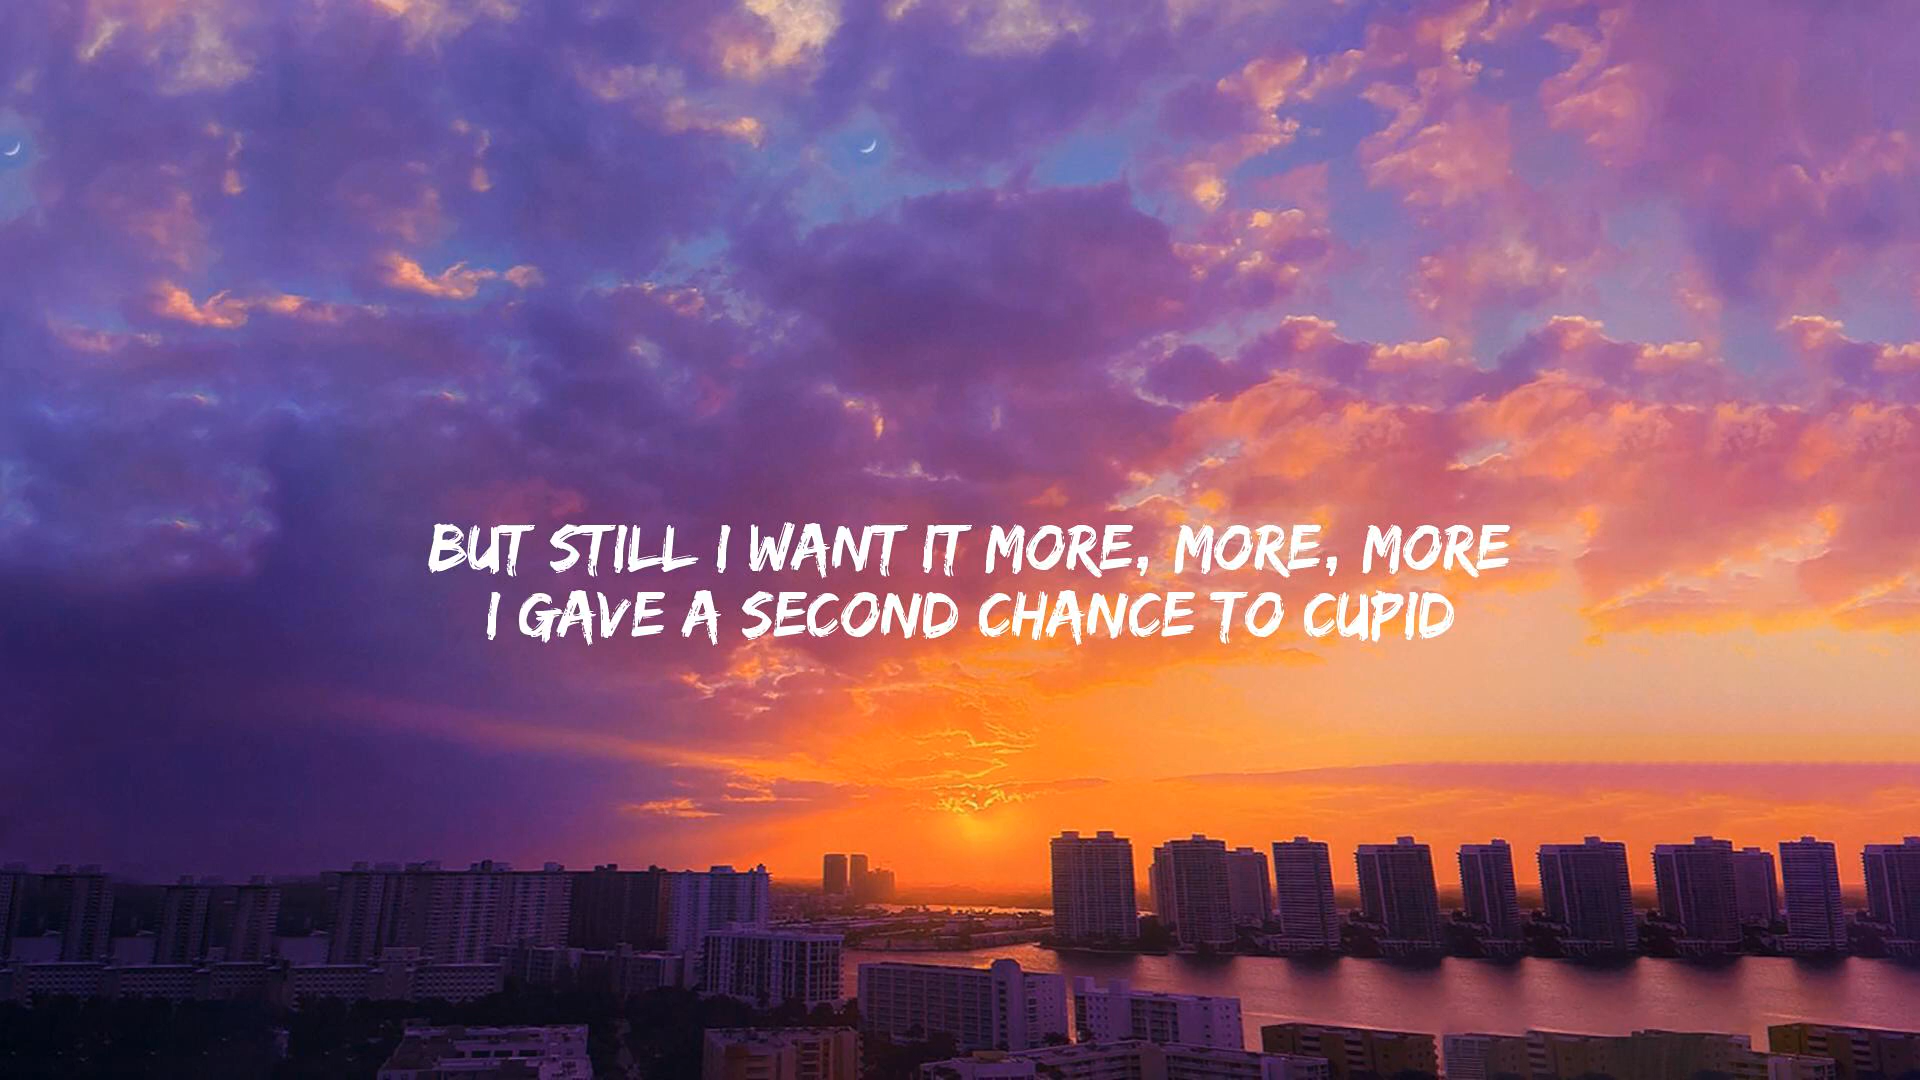 BUT STILL I WANT IT MORE, MORE, MORE
I GAVE A SECOND CHANCE TO CUPID